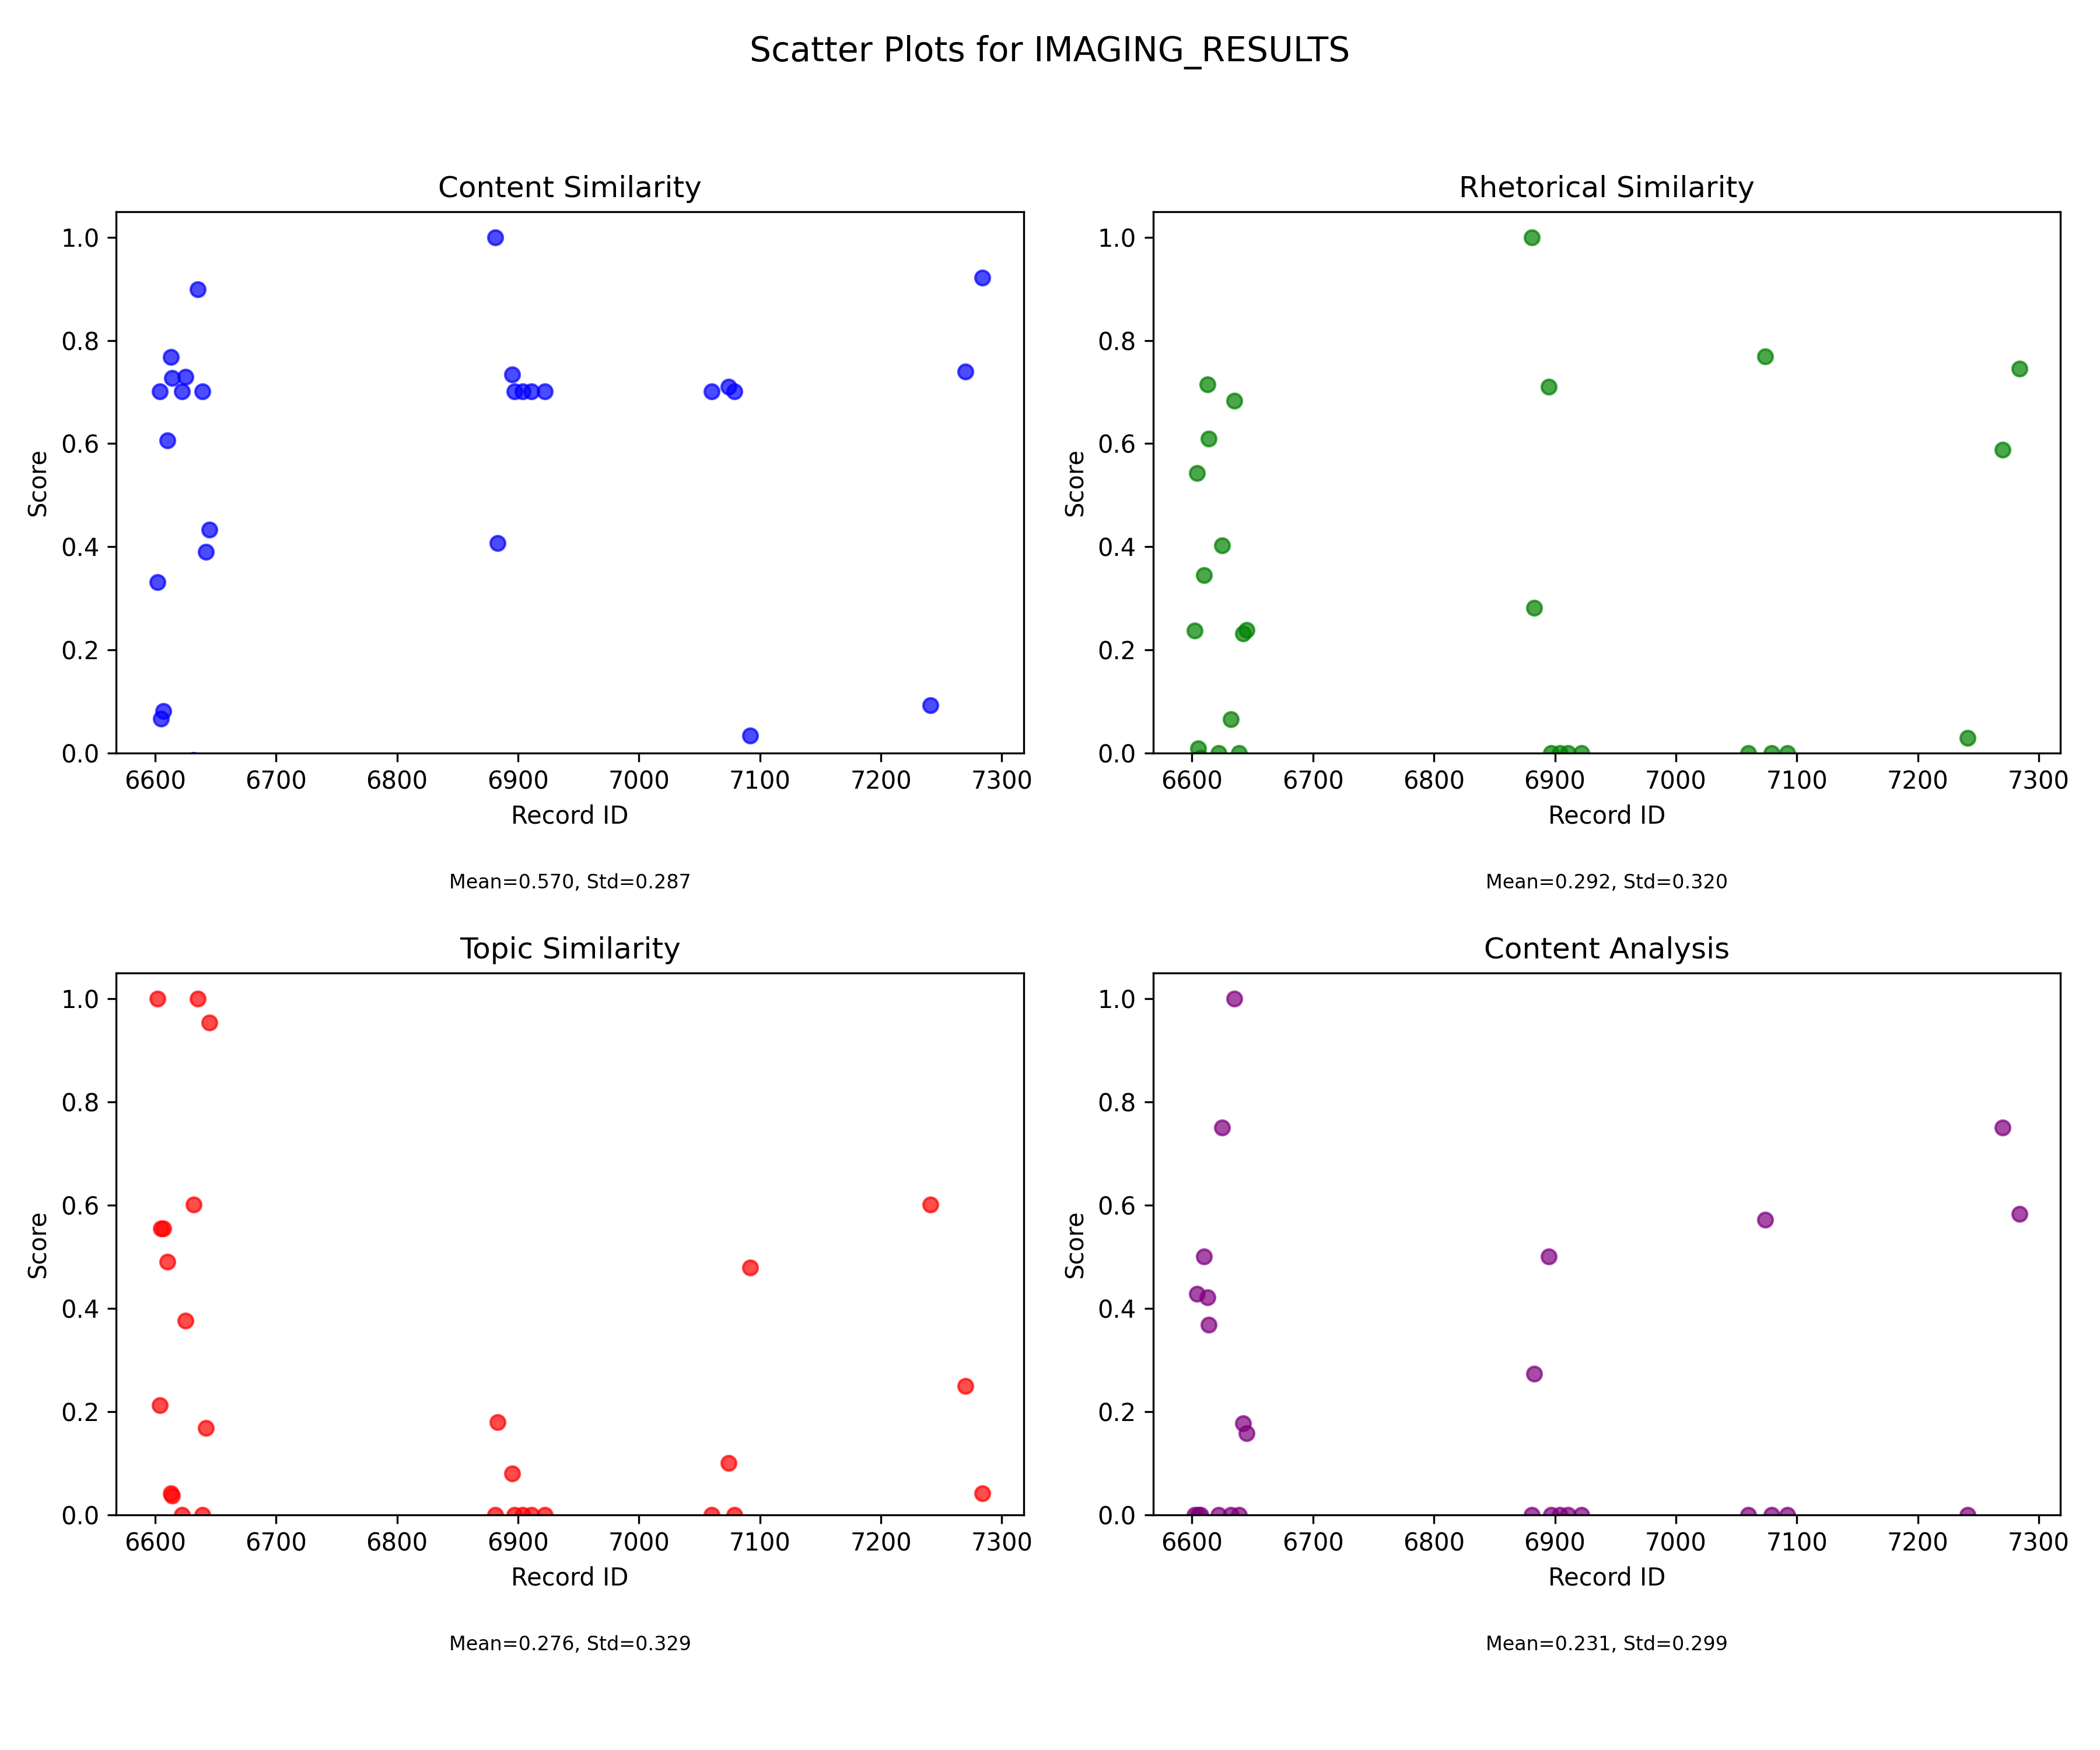 Scatter Plots for IMAGING_RESULTS
Content Similarity
Score
1.0
0.8
0.6
0.4
0.2
0.0
6600 6700 6800 6900 7000 7100 7200 7300
Record ID
Mean=0.570, Std=0.287
Rhetorical Similarity
Score
1.0
0.8
0.6
0.4
0.2
0.0
6600 6700 6800 6900 7000 7100 7200 7300
Record ID
Mean=0.292, Std=0.320
Topic Similarity
Score
1.0
0.8
0.6
0.4
0.2
0.0
6600 6700 6800 6900 7000 7100 7200 7300
Record ID
Mean=0.276, Std=0.329
Content Analysis
Score
1.0
0.8
0.6
0.4
0.2
0.0
6600 6700 6800 6900 7000 7100 7200 7300
Record ID
Mean=0.231, Std=0.299